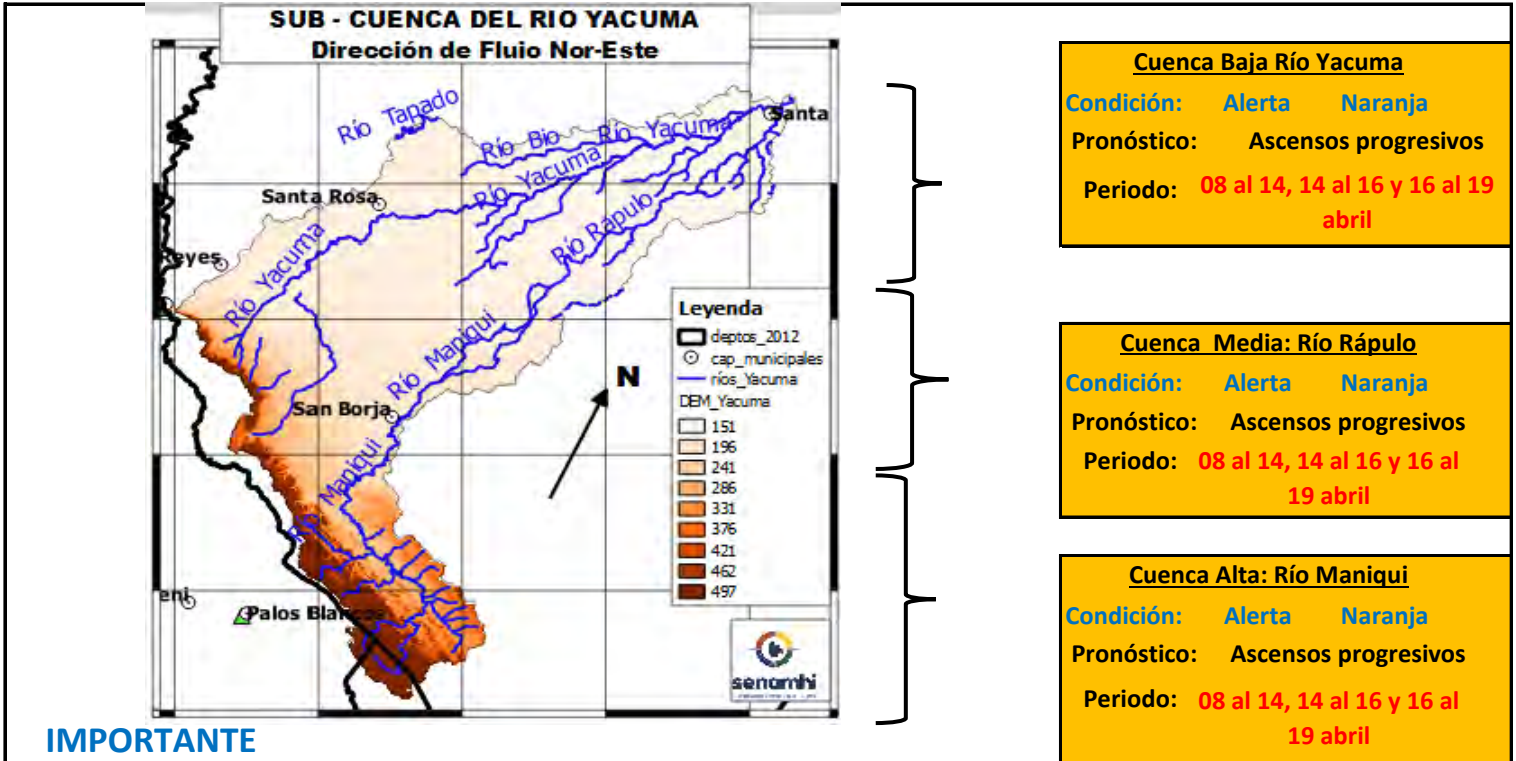 SUB - CUENCA DEL RIO YACUMA
Dirección de Flujo Nor-Este
Río Tapado
Río Bio
Río Yacuma
Santa
Río Yacuma
Santa Rosa
Río Rápulo
Reyes
Río Yacuma
Río Maniqui
San Borja
Río Maniqui
eni
Palos Blancos
N
Leyenda
deptos_2012
cap_municipales
ríos_Yacuma
DEM_Yacuma
151
196
241
286
331
376
421
462
497
senamhi
Cuenca Baja Río Yacuma
Condición: Alerta Naranja
Pronóstico: Ascensos progresivos
Periodo: 08 al 14, 14 al 16 y 16 al 19
abril
Cuenca Media: Río Rápulo
Condición: Alerta Naranja
Pronóstico: Ascensos progresivos
Periodo: 08 al 14, 14 al 16 y 16 al
19 abril
Cuenca Alta: Río Maniqui
Condición: Alerta Naranja
Pronóstico: Ascensos progresivos
Periodo: 08 al 14, 14 al 16 y 16 al
19 abril
IMPORTANTE